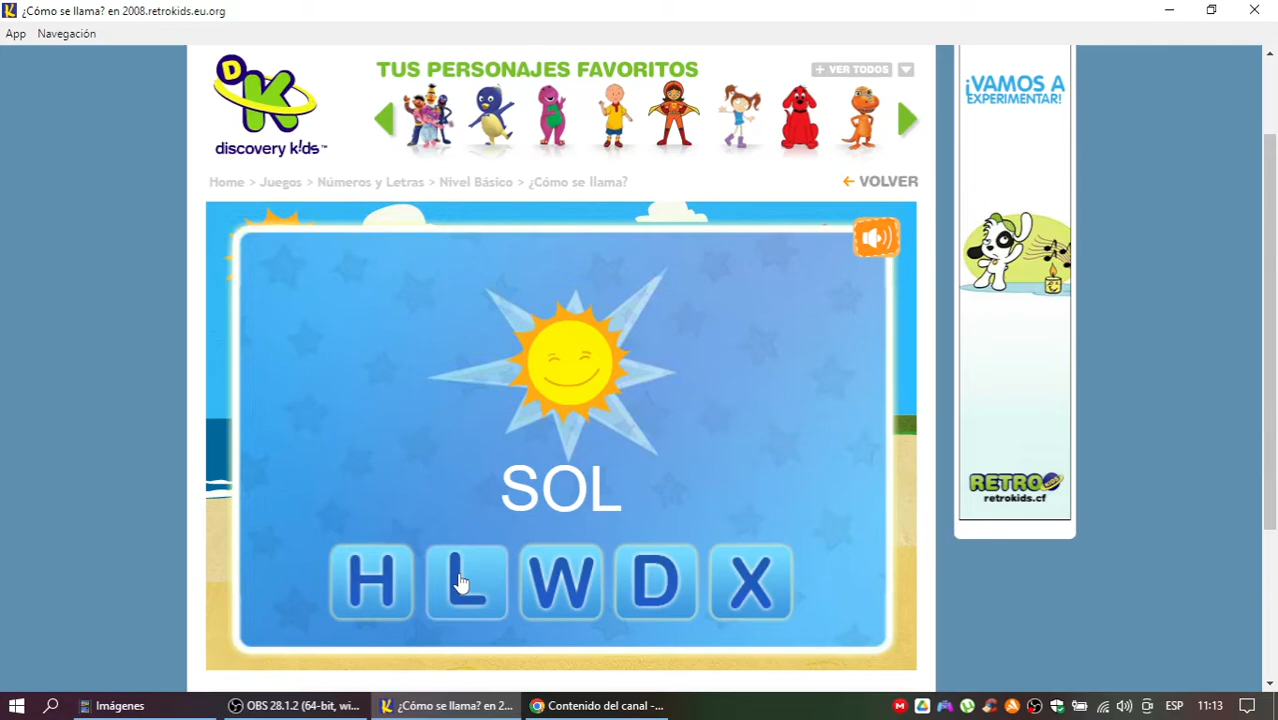 ¿Cómo se llama? en 2008.retrokids.eu.org
App Navegación
D
K
discovery k!ds™
TUS PERSONAJES FAVORITOS
+ VER TODOS
Home > Juegos > Números y Letras > Nivel Básico > ¿Cómo se llama?
← VOLVER
SOL
H L W D X
¡VAMOS A
EXPERIMENTAR!
RETRO
retrokids.cf
Imágenes
OBS 28.1.2 (64-bit, wi...
¿Cómo se llama? en 2...
Contenido del canal -...
ESP
11:13